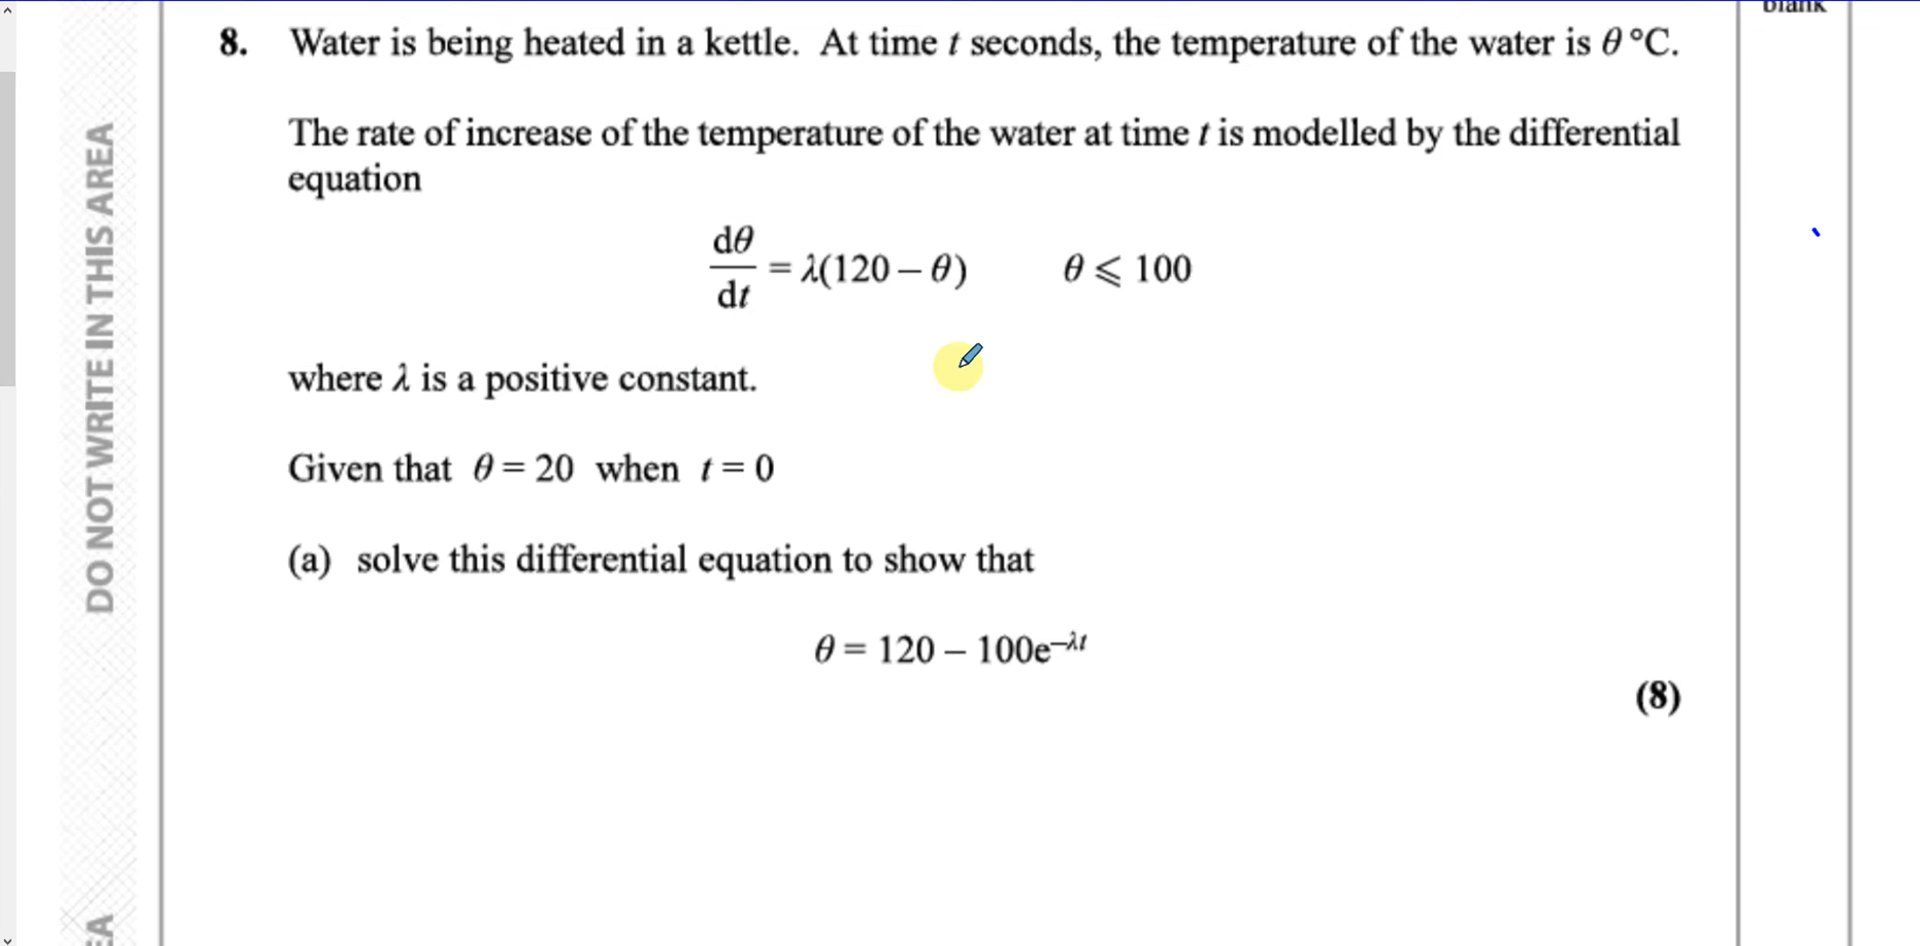 blank
8. Water is being heated in a kettle. At time t seconds, the temperature of the water is θ °C.
The rate of increase of the temperature of the water at time t is modelled by the differential
equation
dθ/dt = λ(120 – θ) θ ⩽ 100
where λ is a positive constant.
Given that θ = 20 when t = 0
(a) solve this differential equation to show that
θ = 120 – 100e^–λt
(8)
DO NOT WRITE IN THIS AREA
EA